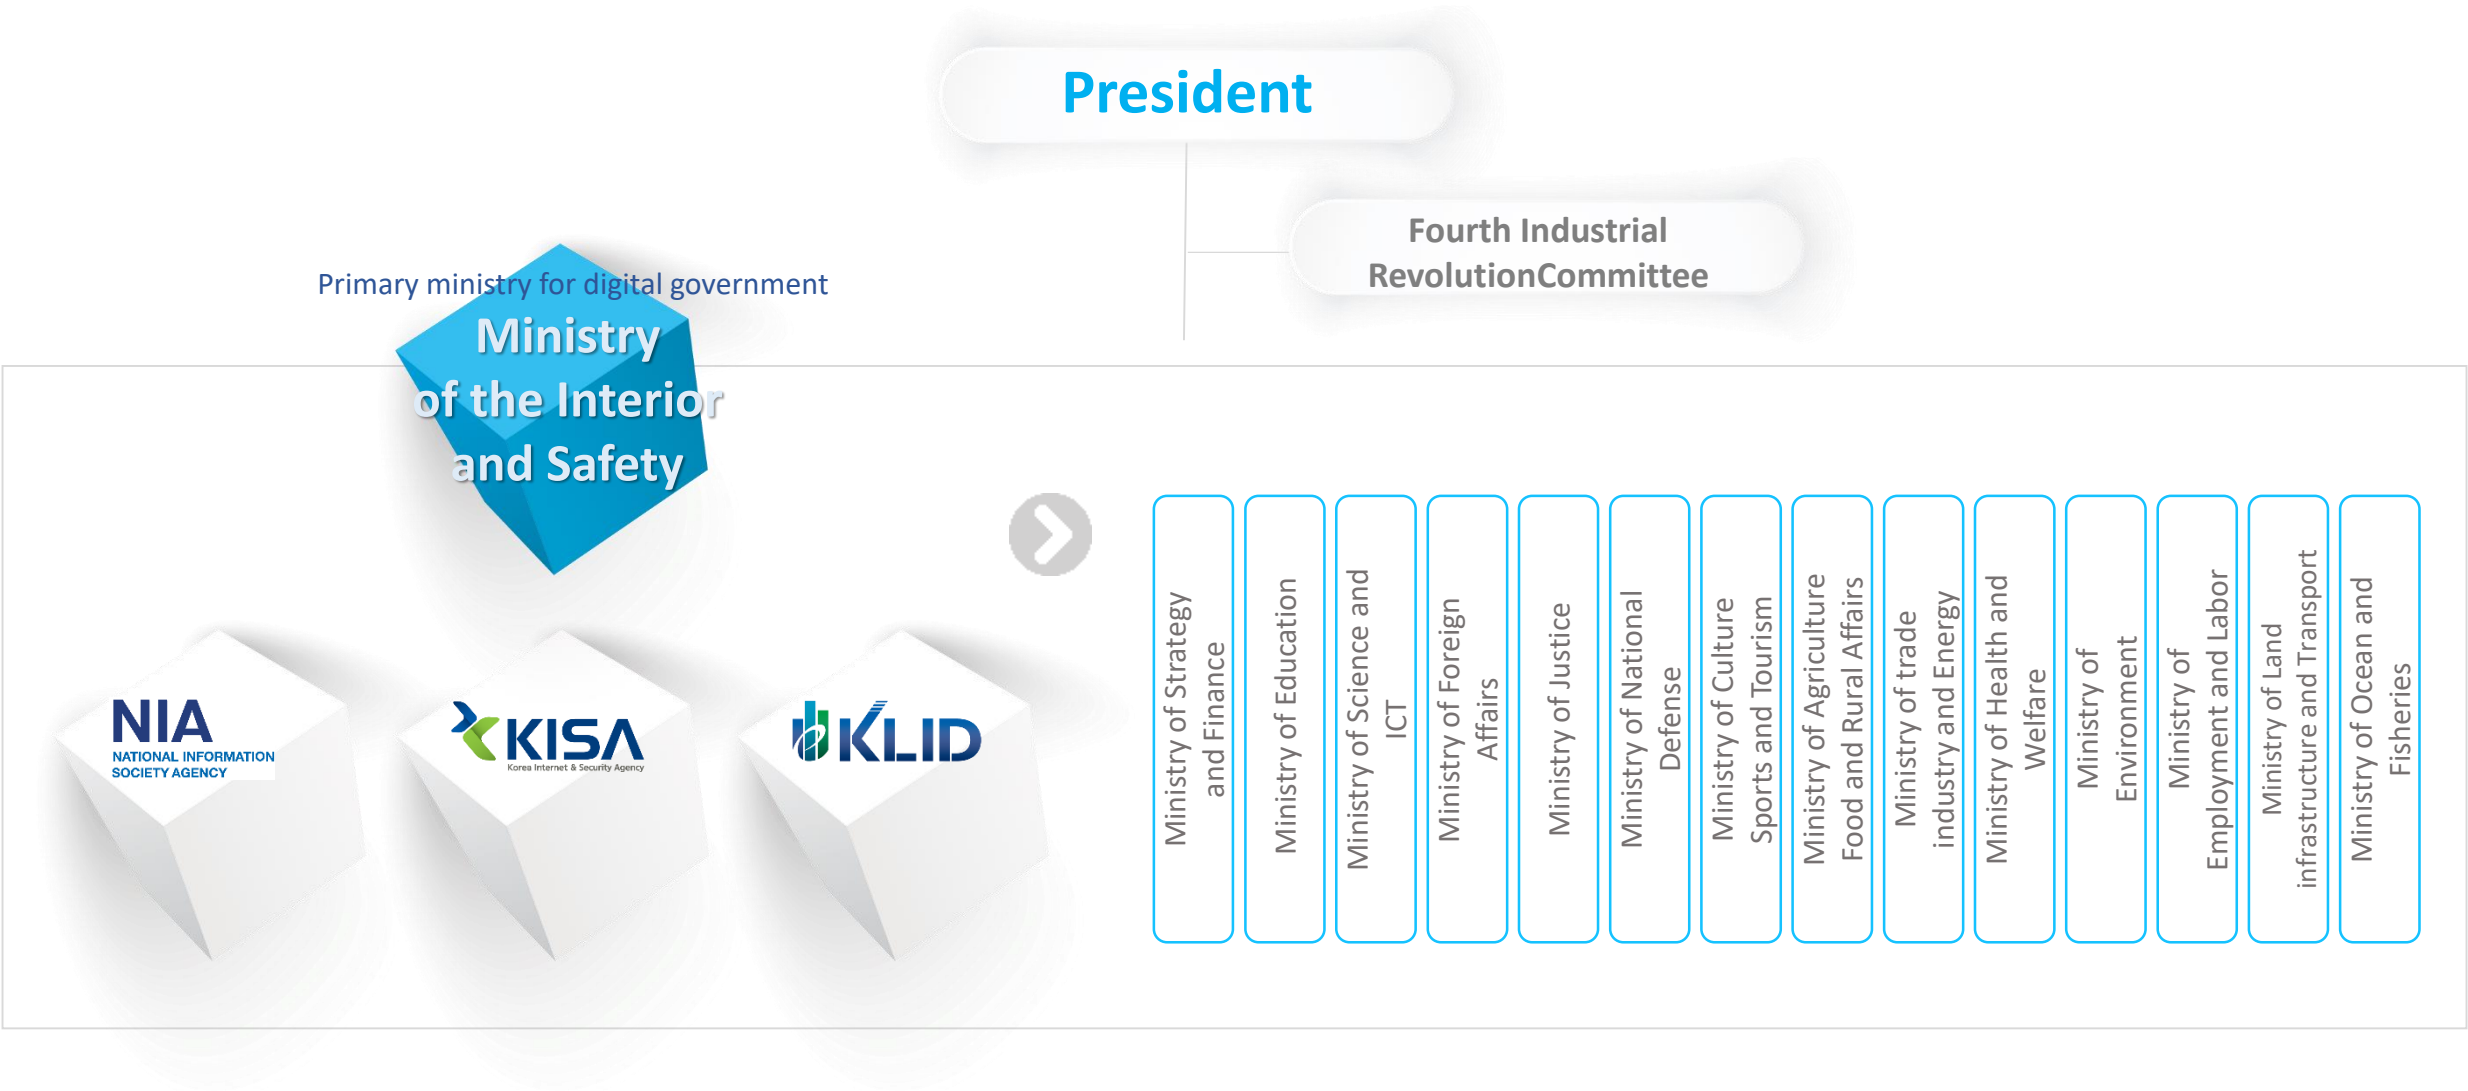 President
Fourth Industrial
RevolutionCommittee
Primary ministry for digital government
Ministry
of the Interior
and Safety
NIA
NATIONAL INFORMATION
SOCIETY AGENCY
KISA
Korea Internet & Security Agency
KLID
Ministry of Strategy
and Finance
Ministry of Education
Ministry of Science and
ICT
Ministry of Foreign
Affairs
Ministry of Justice
Ministry of National
Defense
Ministry of Culture
Sports and Tourism
Ministry of Agriculture
Food and Rural Affairs
Ministry of trade
industry and Energy
Ministry of Health and
Welfare
Ministry of
Environment
Ministry of
Employment and Labor
Ministry of Land
infrastructure and Transport
Ministry of Ocean and
Fisheries